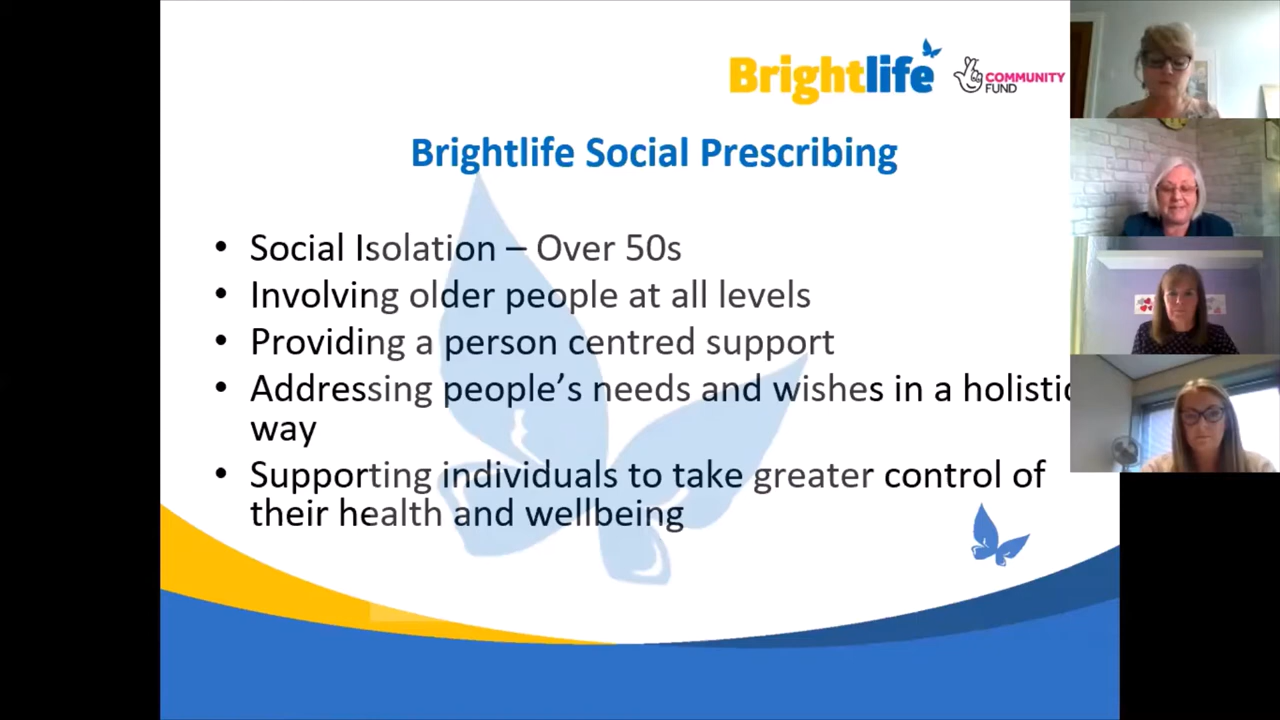 Brightlife
COMMUNITY
FUND
Brightlife Social Prescribing
• Social Isolation – Over 50s
• Involving older people at all levels
• Providing a person centred support
• Addressing people’s needs and wishes in a holistic
way
• Supporting individuals to take greater control of
their health and wellbeing